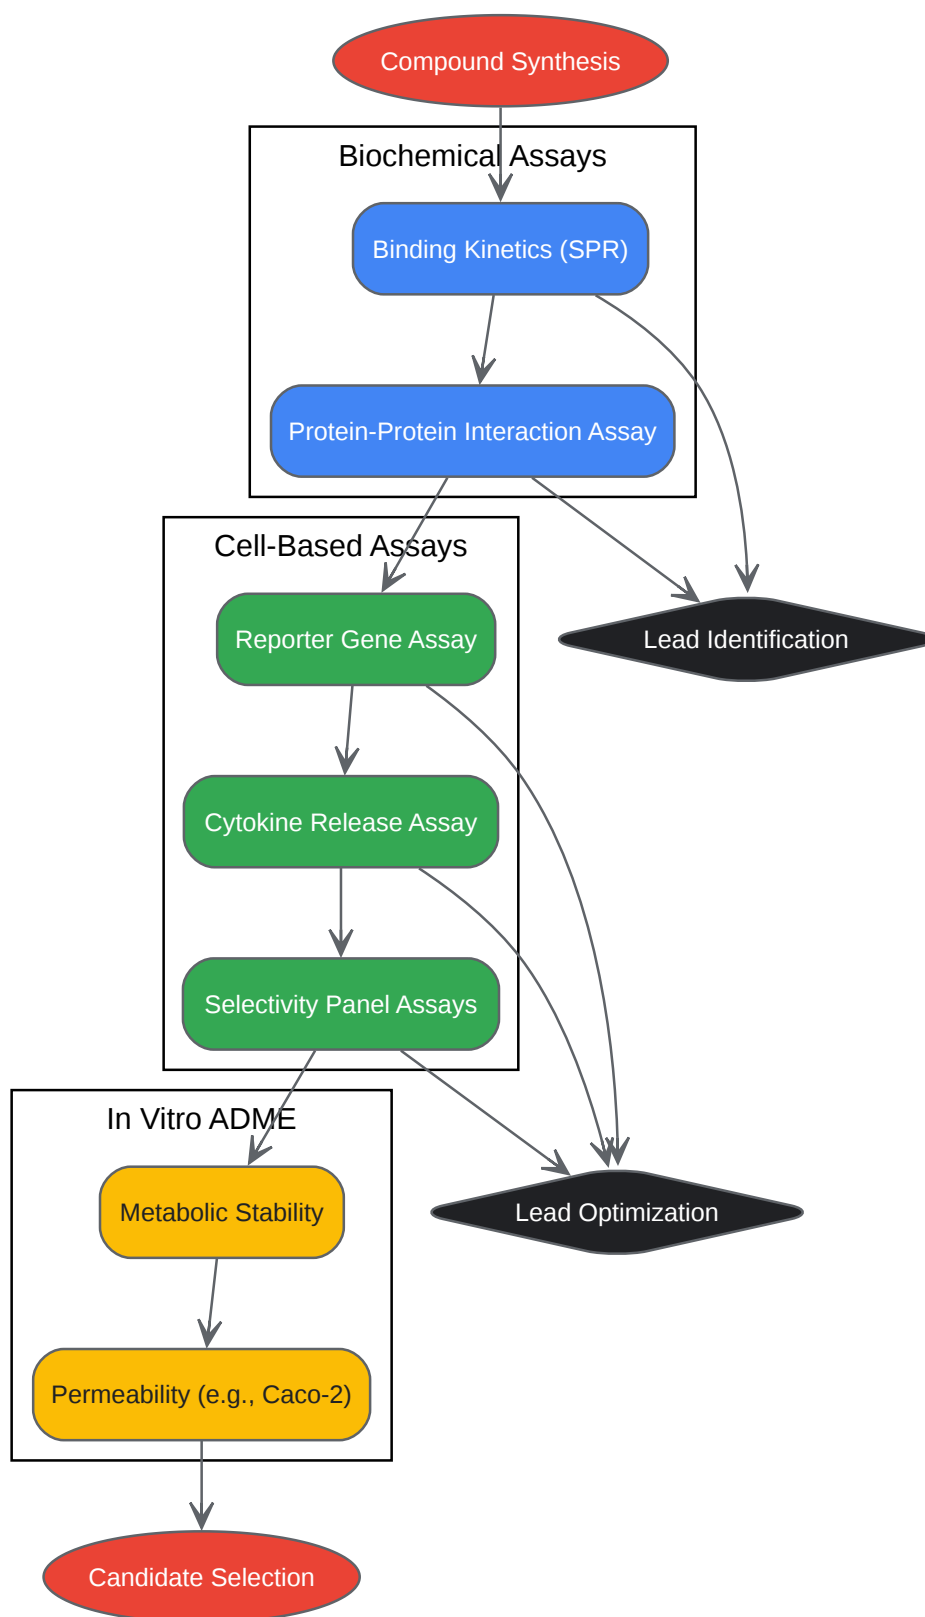 Compound Synthesis
Biochemical Assays
Binding Kinetics (SPR)
Protein-Protein Interaction Assay
Cell-Based Assays
Reporter Gene Assay
Lead Identification
Cytokine Release Assay
Selectivity Panel Assays
In Vitro ADME
Metabolic Stability
Lead Optimization
Permeability (e.g., Caco-2)
Candidate Selection